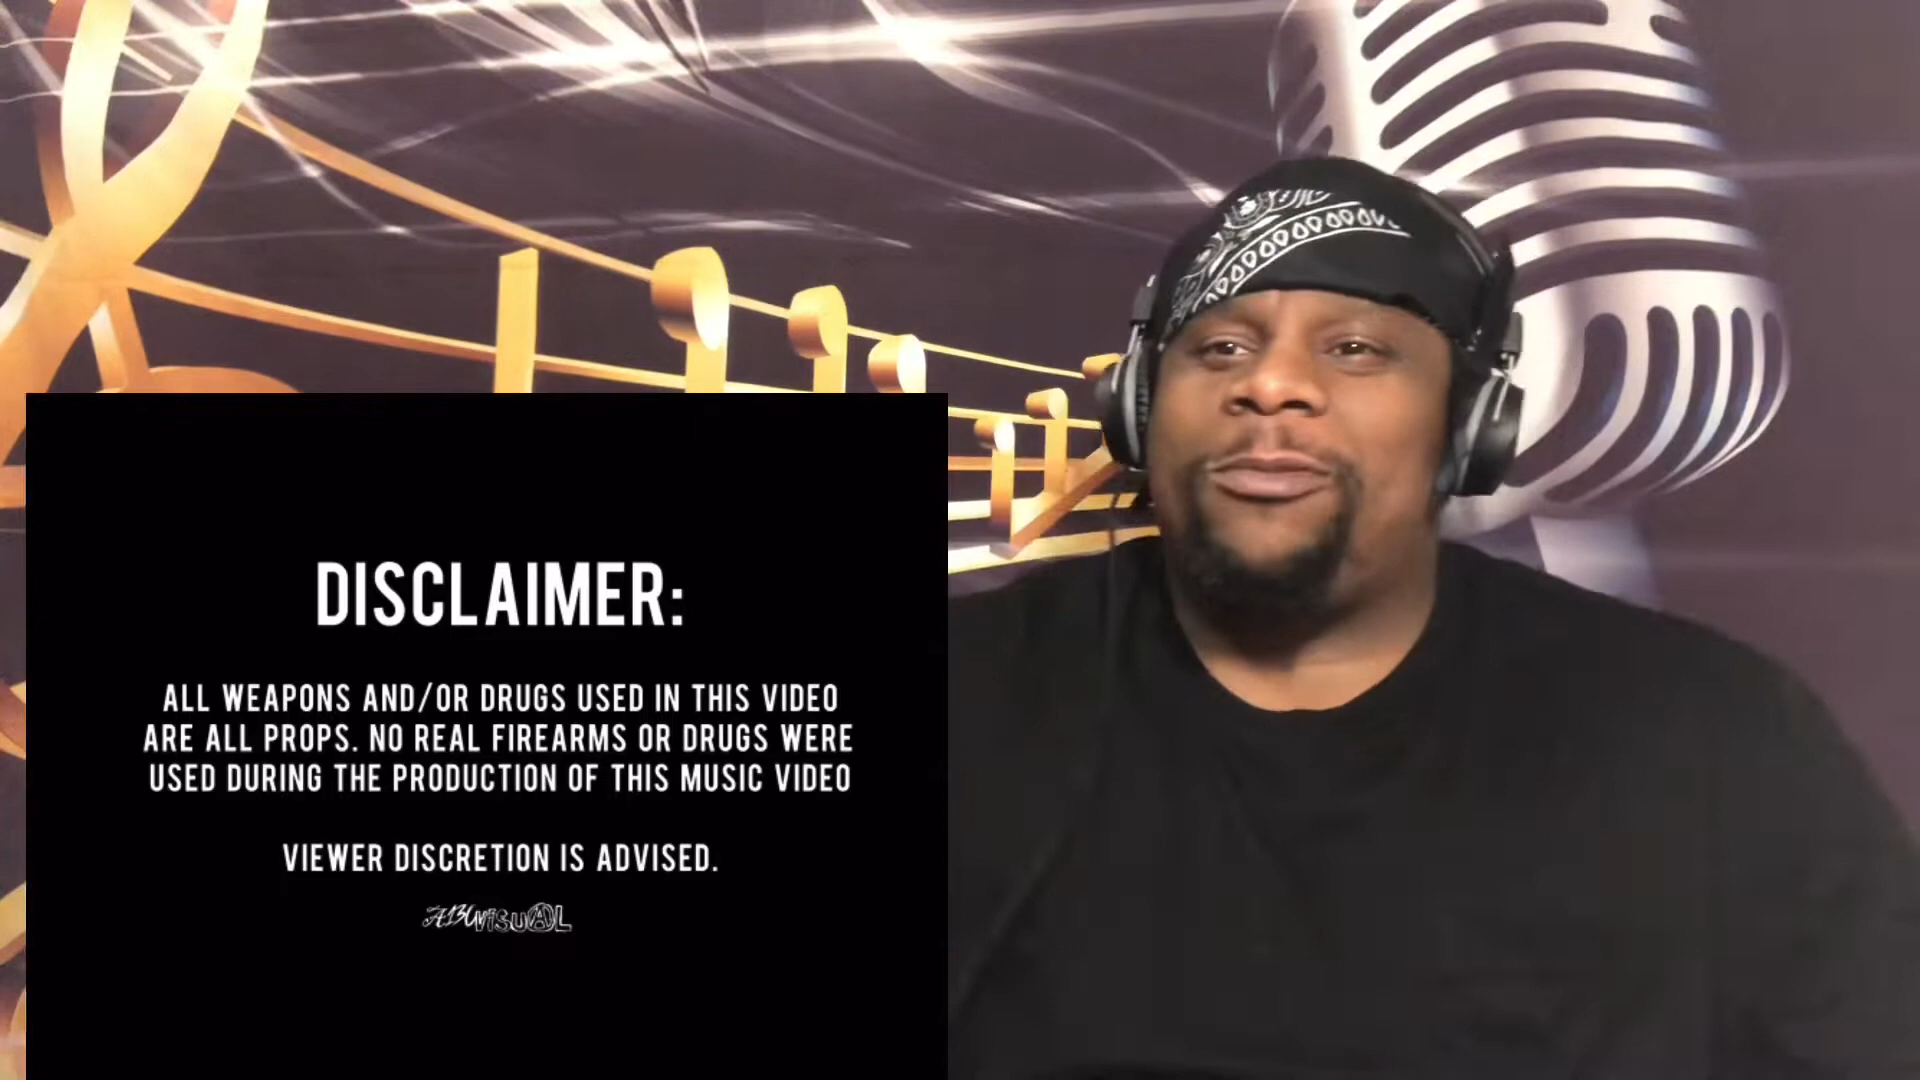 DISCLAIMER:
ALL WEAPONS AND/OR DRUGS USED IN THIS VIDEO
ARE ALL PROPS. NO REAL FIREARMS OR DRUGS WERE
USED DURING THE PRODUCTION OF THIS MUSIC VIDEO
VIEWER DISCRETION IS ADVISED.